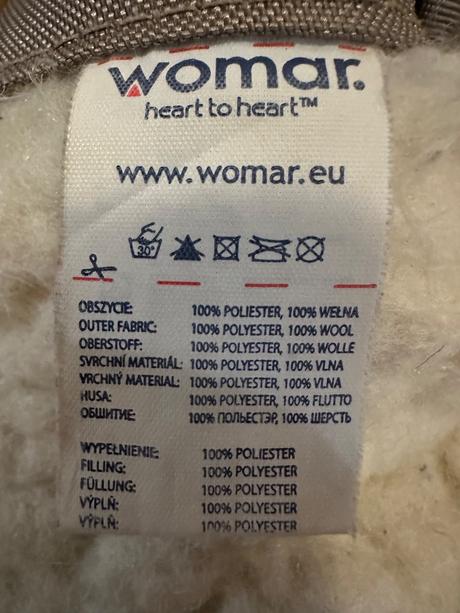 womar.
heart to heart™
www.womar.eu
30°
OBSZYCIE: 100% POLIESTER, 100% WEŁNA
OUTER FABRIC: 100% POLYESTER, 100% WOOL
OBERSTOFF: 100% POLYESTER, 100% WOLLE
SVRCHNÍ MATERIÁL: 100% POLYESTER, 100% VLNA
VRCHNÝ MATERIAL: 100% POLYESTER, 100% VLNA
HUSA: 100% POLYESTER, 100% FLUTTO
ОБШИТИЕ: 100% ПОЛЬЕСТЭР, 100% ШЕРСТЬ
WYPEŁNIENIE: 100% POLIESTER
FILLING: 100% POLYESTER
FÜLLUNG: 100% POLYESTER
VÝPLŇ: 100% POLYESTER
VÝPLŇ: 100% POLYESTER